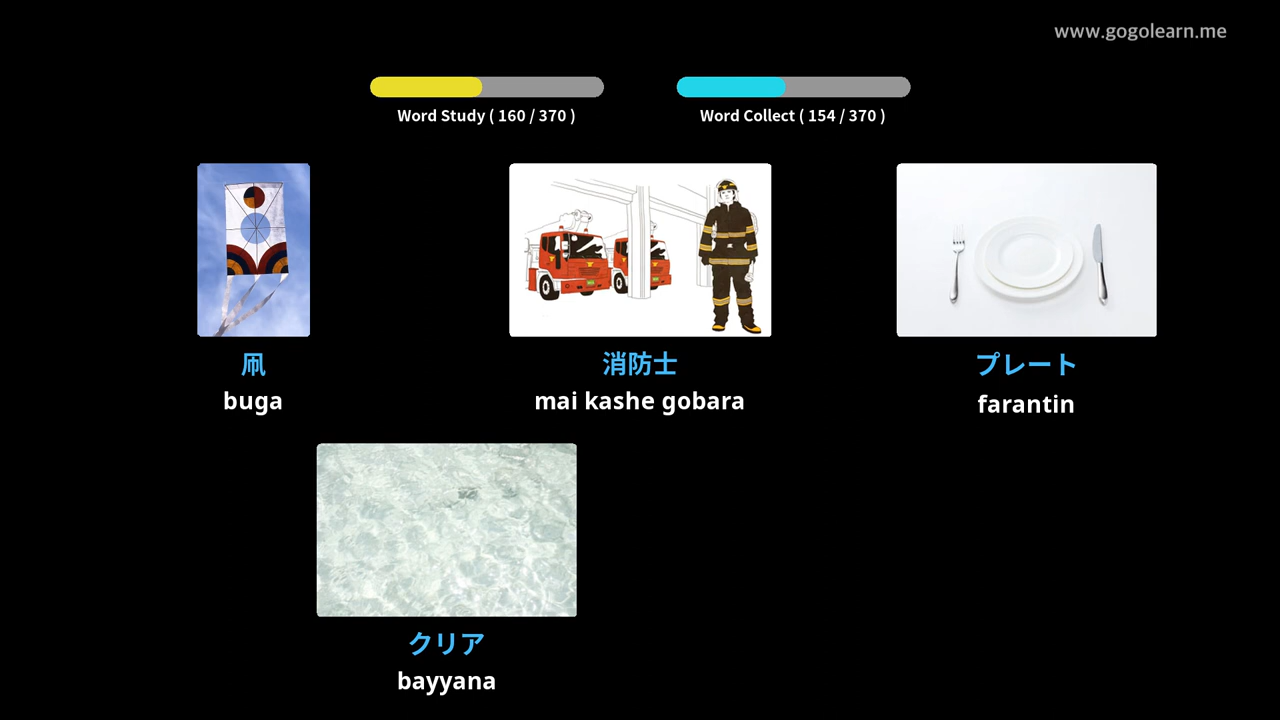 www.gogolearn.me
Word Study ( 160 / 370 )
Word Collect ( 154 / 370 )
凧
buga
消防士
mai kashe gobara
プレート
farantin
クリア
bayyana